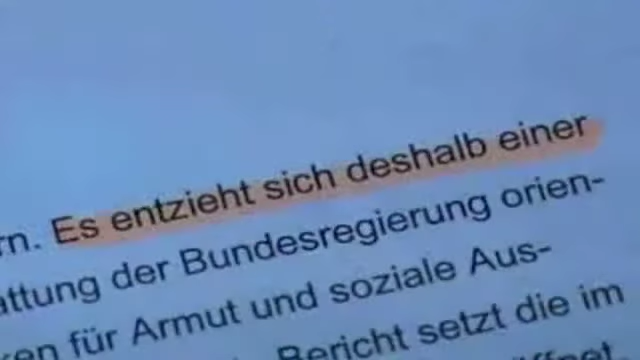 rn. Es entzieht sich deshalb einer
attung der Bundesregierung orien-
ken für Armut und soziale Aus-
Bericht setzt die im